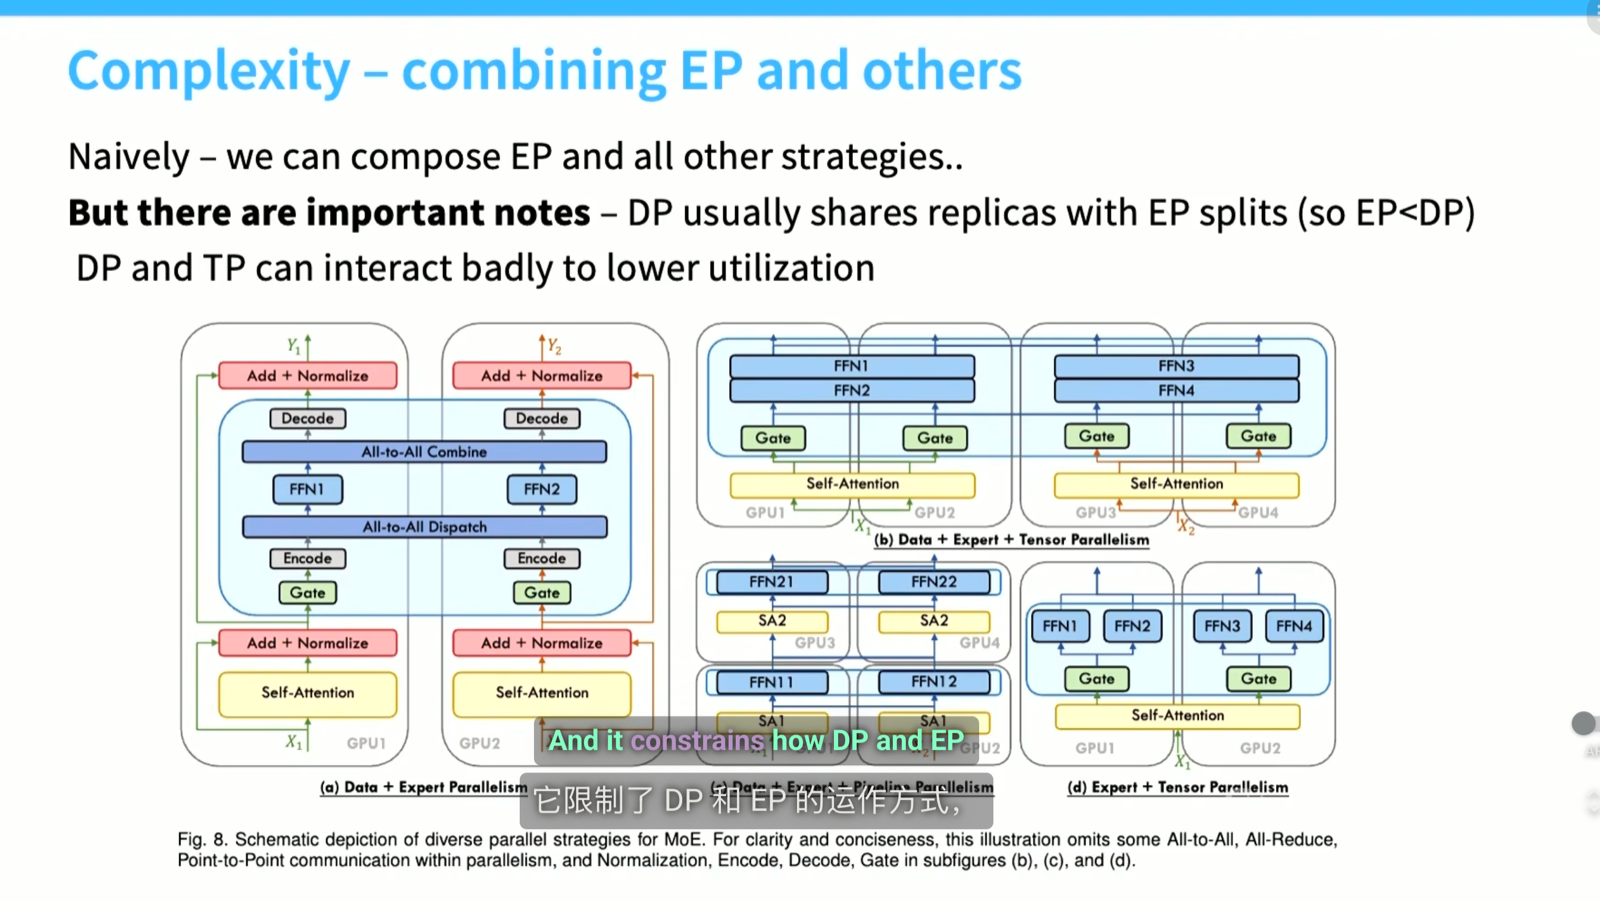 Complexity – combining EP and others
Naively – we can compose EP and all other strategies..
But there are important notes – DP usually shares replicas with EP splits (so EP<DP)
DP and TP can interact badly to lower utilization
Y1
Y2
Add + Normalize
Add + Normalize
Decode
Decode
All-to-All Combine
FFN1
FFN2
All-to-All Dispatch
Encode
Encode
Gate
Gate
Add + Normalize
Add + Normalize
Self-Attention
Self-Attention
X1
GPU1
GPU2
(a) Data + Expert Parallelism
FFN1
FFN3
FFN2
FFN4
Gate
Gate
Gate
Gate
Self-Attention
Self-Attention
GPU1
X1
GPU2
GPU3
X2
GPU4
(b) Data + Expert + Tensor Parallelism
FFN21
FFN22
SA2
SA2
GPU3
GPU4
FFN11
FFN12
SA1
SA1
GPU2
(c) Data + Expert + Pipeline Parallelism
FFN1
FFN2
FFN3
FFN4
Gate
Gate
Self-Attention
GPU1
X1
GPU2
(d) Expert + Tensor Parallelism
And it constrains how DP and EP
它限制了 DP 和 EP 的运作方式，
Fig. 8. Schematic depiction of diverse parallel strategies for MoE. For clarity and conciseness, this illustration omits some All-to-All, All-Reduce,
Point-to-Point communication within parallelism, and Normalization, Encode, Decode, Gate in subfigures (b), (c), and (d).